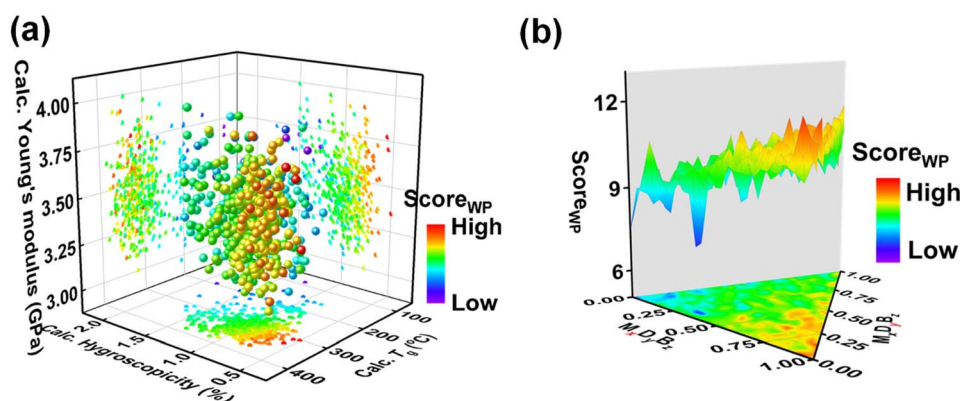 (a)
Calc. Young's modulus (GPa)
4.00
3.75
3.50
3.25
3.00
2.0
1.5
1.0
0.5
Calc. Hygroscopicity (%)
100
200
300
400
Calc. Tg (°C)
ScoreWP
High
Low
(b)
12
9
6
ScoreWP
0.00
0.25
0.50
0.75
1.00
MxDyBz
1.00
0.75
0.50
0.25
0.00
MxDyBz
ScoreWP
High
Low